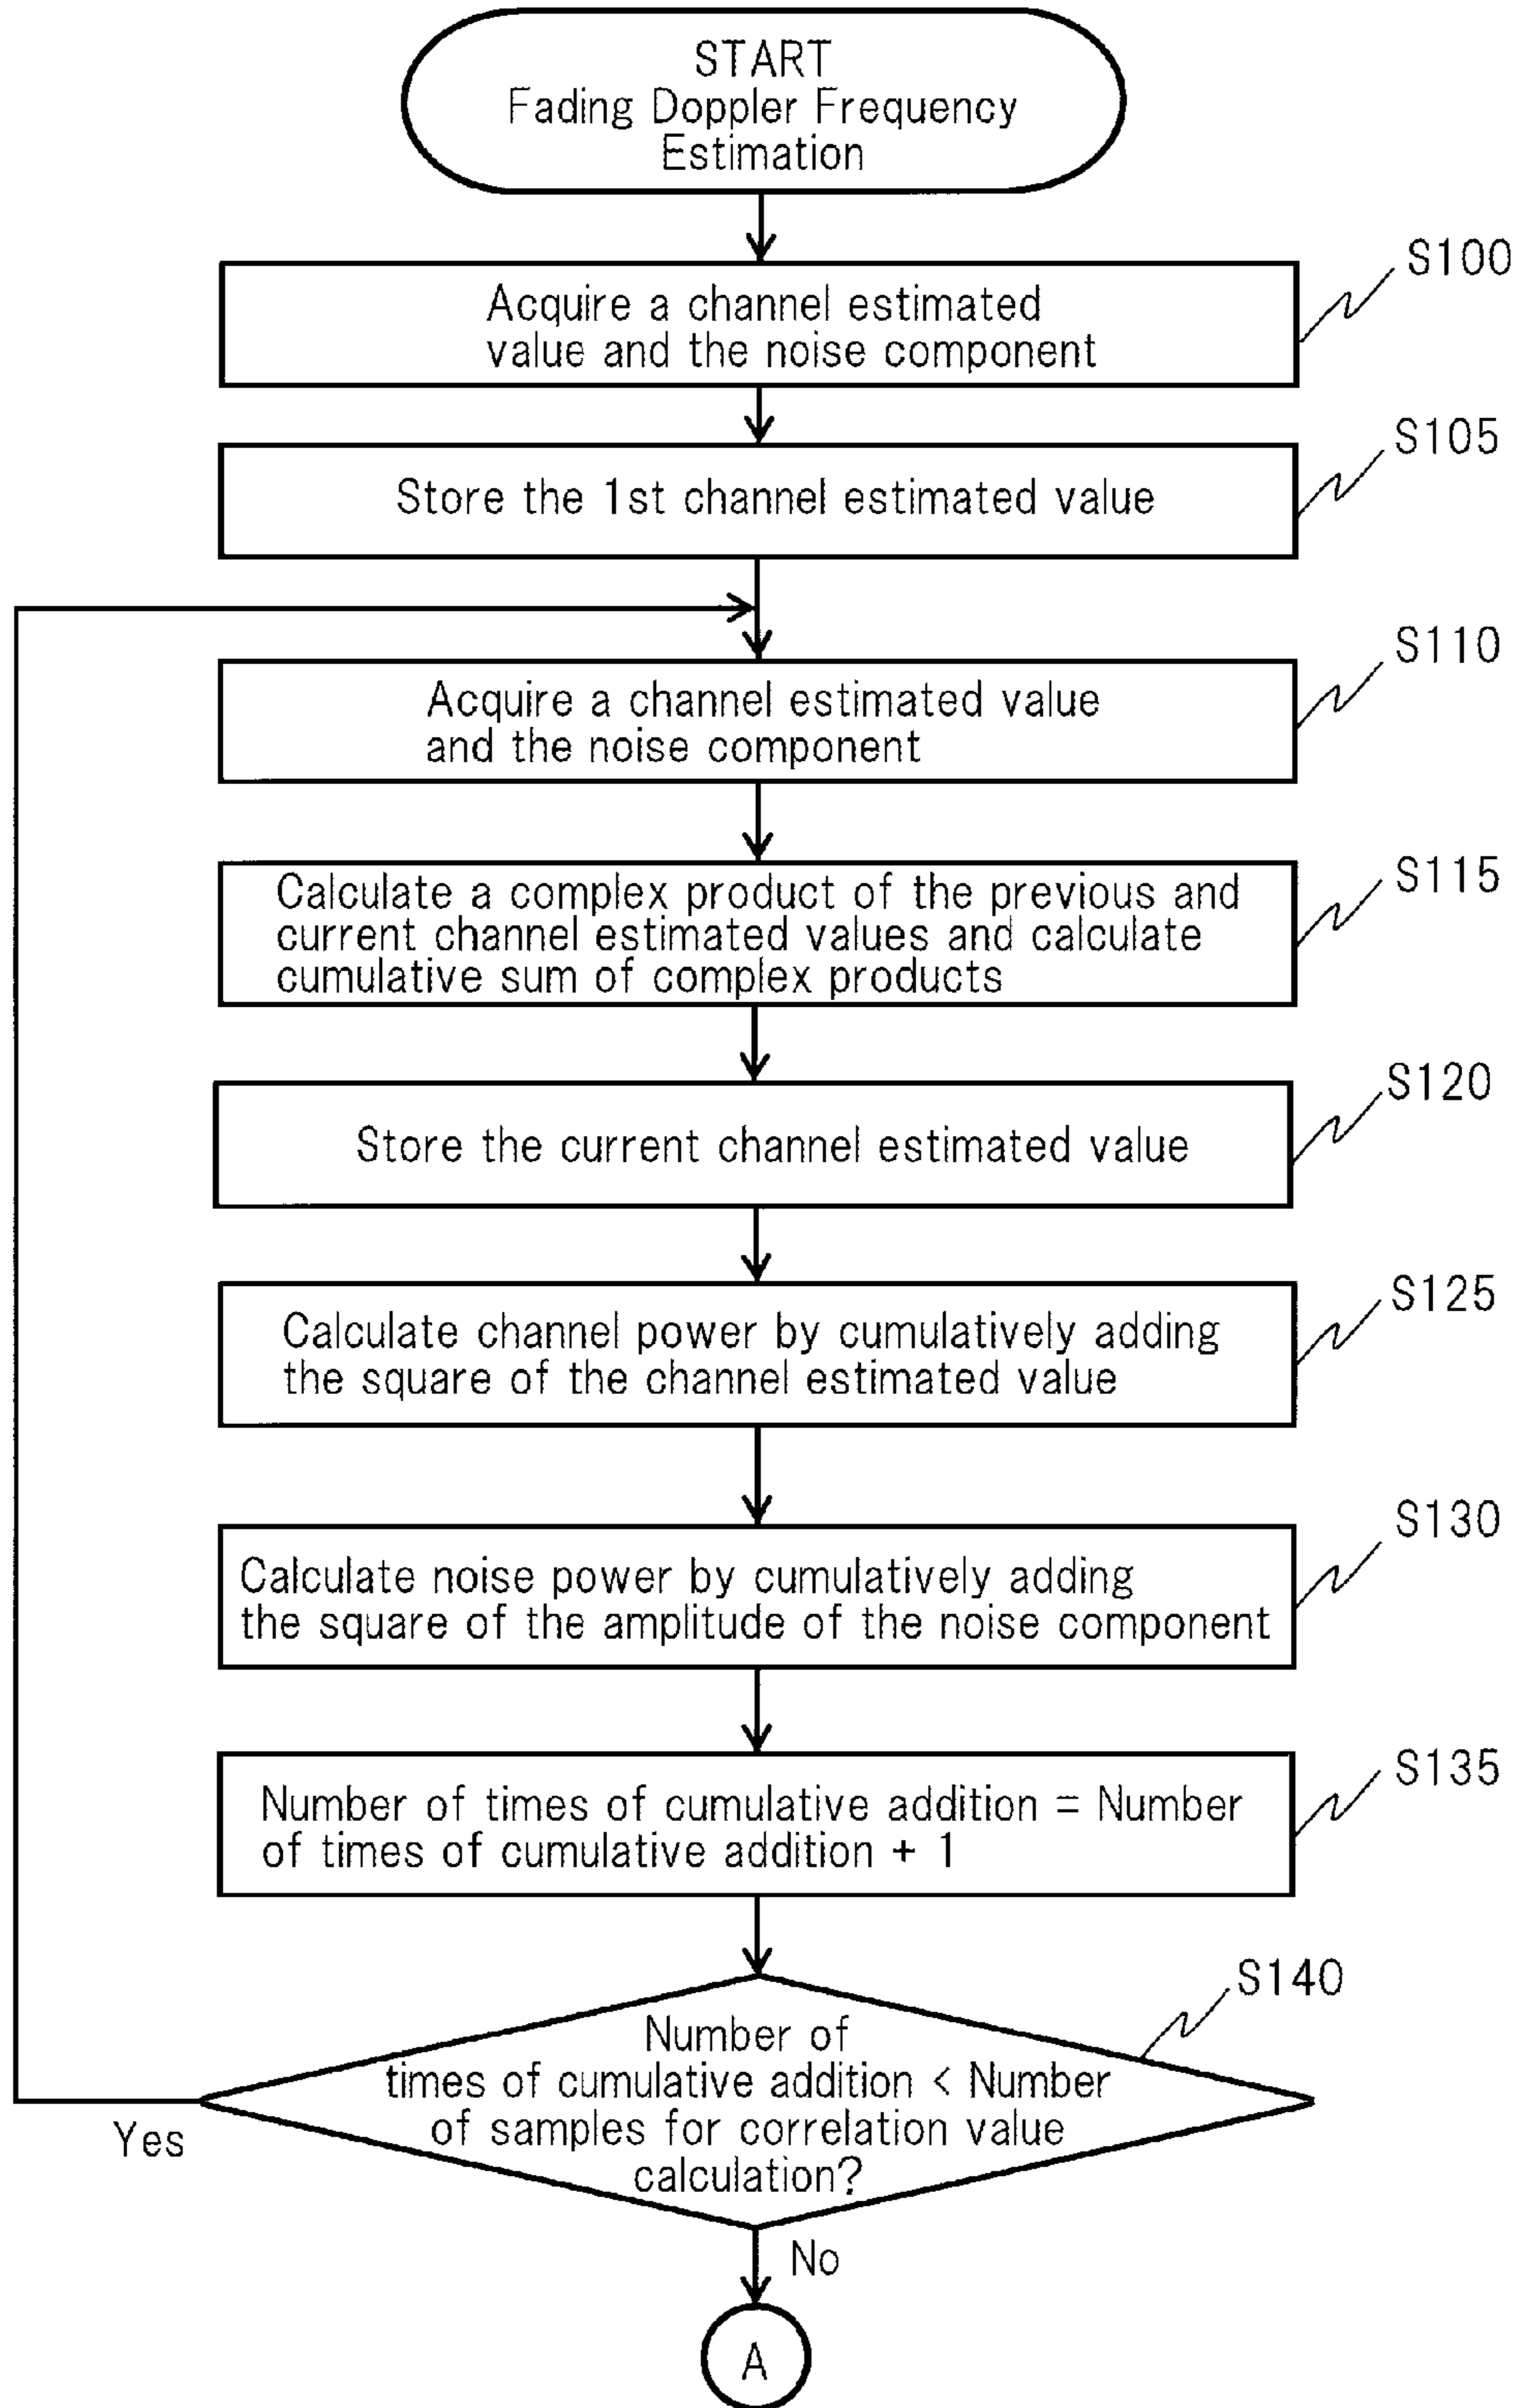 START
Fading Doppler Frequency
Estimation
S100
Acquire a channel estimated
value and the noise component
S105
Store the 1st channel estimated value
S110
Acquire a channel estimated value
and the noise component
S115
Calculate a complex product of the previous and
current channel estimated values and calculate
cumulative sum of complex products
S120
Store the current channel estimated value
S125
Calculate channel power by cumulatively adding
the square of the channel estimated value
S130
Calculate noise power by cumulatively adding
the square of the amplitude of the noise component
S135
Number of times of cumulative addition = Number
of times of cumulative addition + 1
S140
Number of
times of cumulative addition < Number
of samples for correlation value
calculation?
Yes
No
A